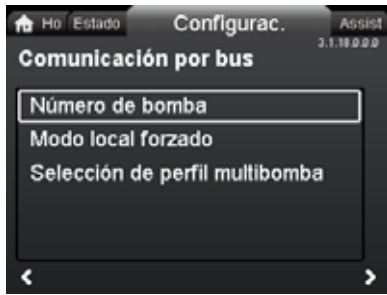 Ho Estado Configurac. Assist
3.1.18.0.0.0
Comunicación por bus
Número de bomba
Modo local forzado
Selección de perfil multibomba